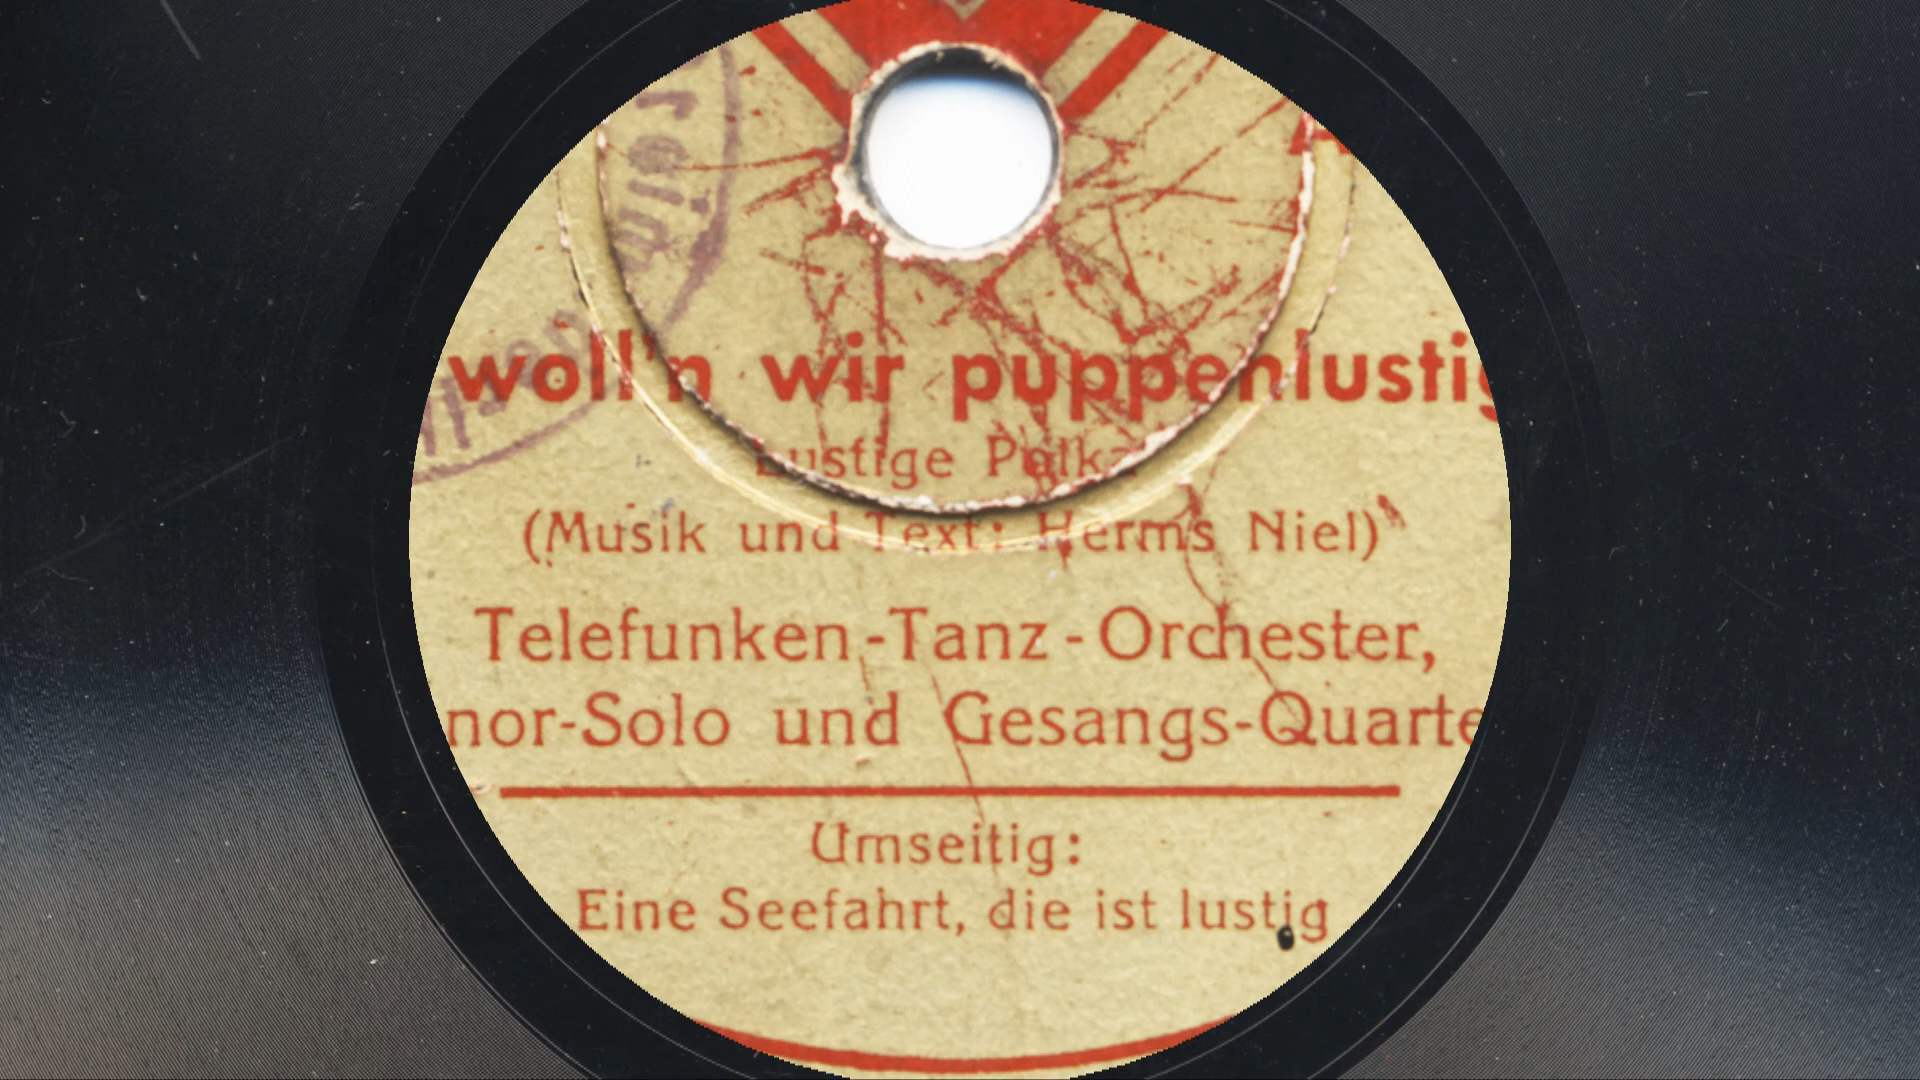 woll'n wir puppenlustig
Lustige Polka
(Musik und Text: Herms Niel)
Telefunken-Tanz-Orchester,
nor-Solo und Gesangs-Quarte
Umseitig:
Eine Seefahrt, die ist lustig